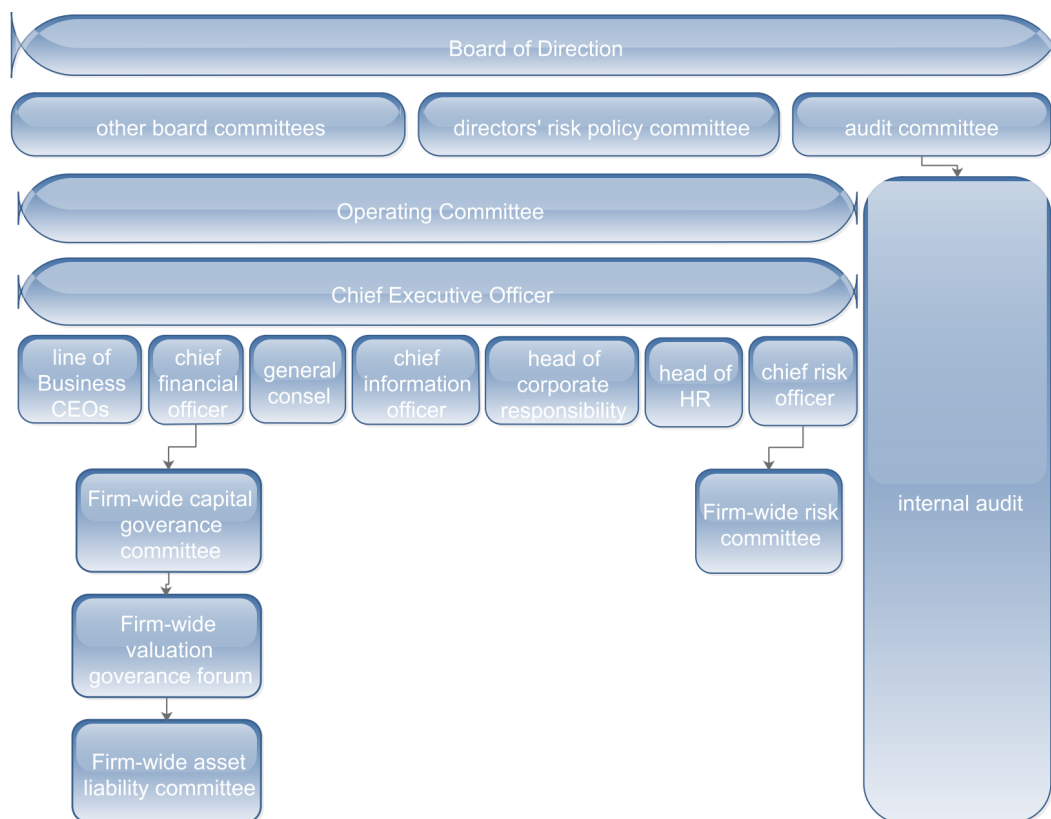 Board of Direction
other board committees
directors' risk policy committee
audit committee
Operating Committee
Chief Executive Officer
line of
Business
CEOs
chief
financial
officer
general
consel
chief
information
officer
head of
corporate
responsibility
head of
HR
chief risk
officer
Firm-wide capital
goverance
committee
Firm-wide risk
committee
internal audit
Firm-wide
valuation
goverance forum
Firm-wide asset
liability committee